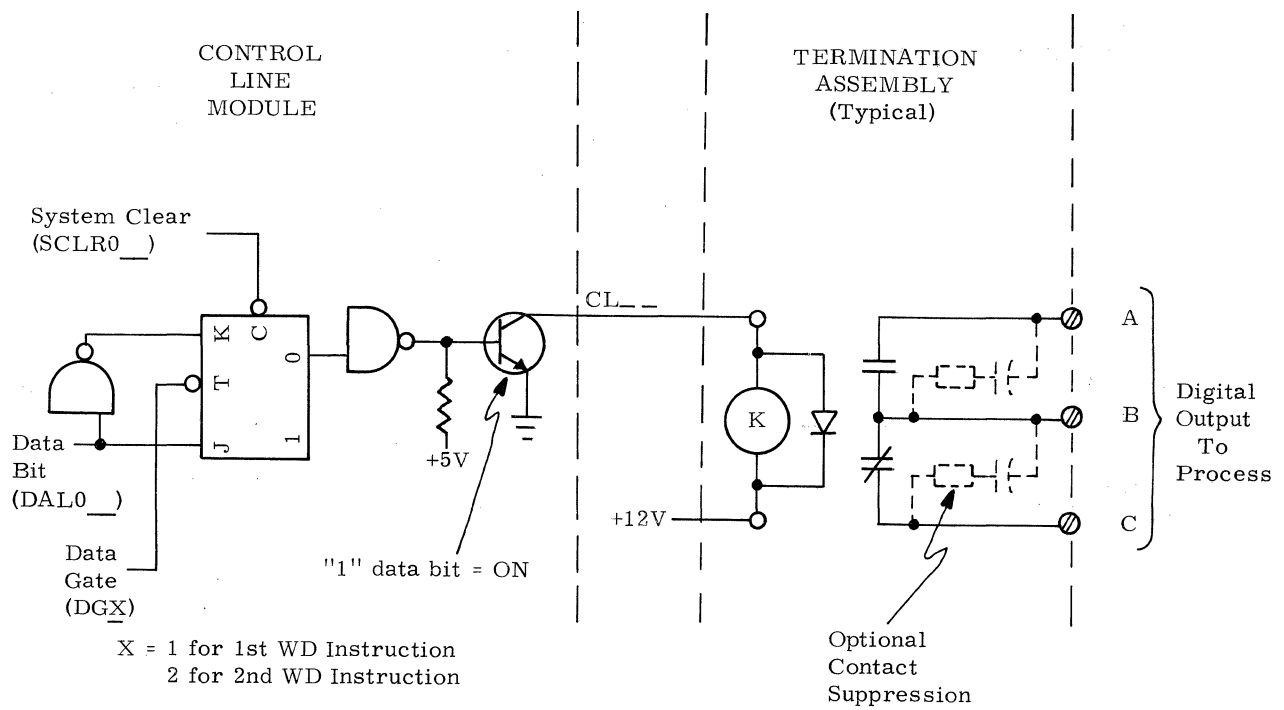 CONTROL
LINE
MODULE
TERMINATION
ASSEMBLY
(Typical)
System Clear
(SCLR0__)
K
C
T
0
J
1
Data
Bit
(DAL0__)
Data
Gate
(DGX)
+5V
"1" data bit = ON
X = 1 for 1st WD Instruction
2 for 2nd WD Instruction
CL__
K
+12V
A
B
C
Digital
Output
To
Process
Optional
Contact
Suppression